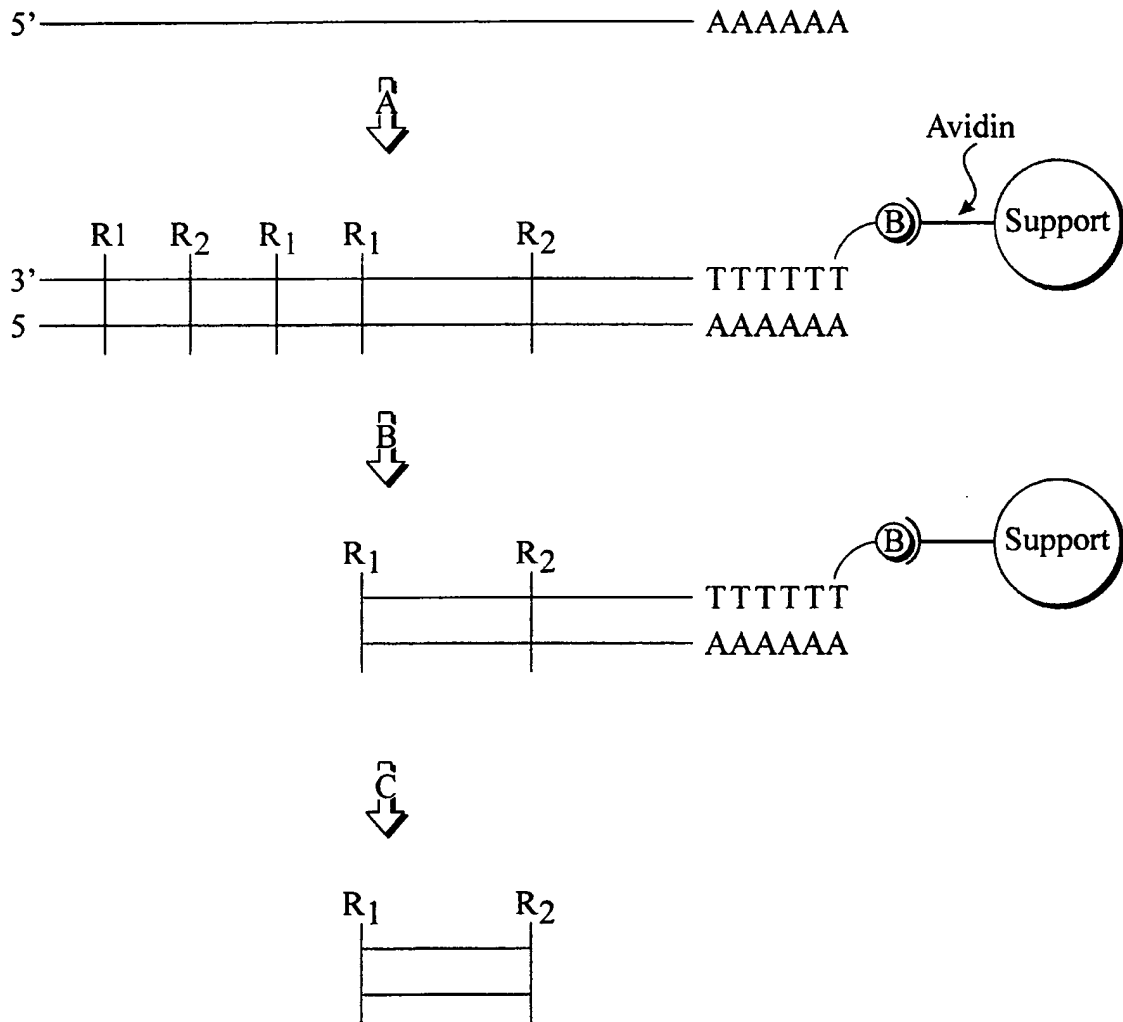 5’ AAAAAA
A
Avidin
R1 R2 R1 R1 R2 B Support
3’ TTTTTT
5 AAAAAA
B
R1 R2 B Support
TTTTTT
AAAAAA
C
R1 R2